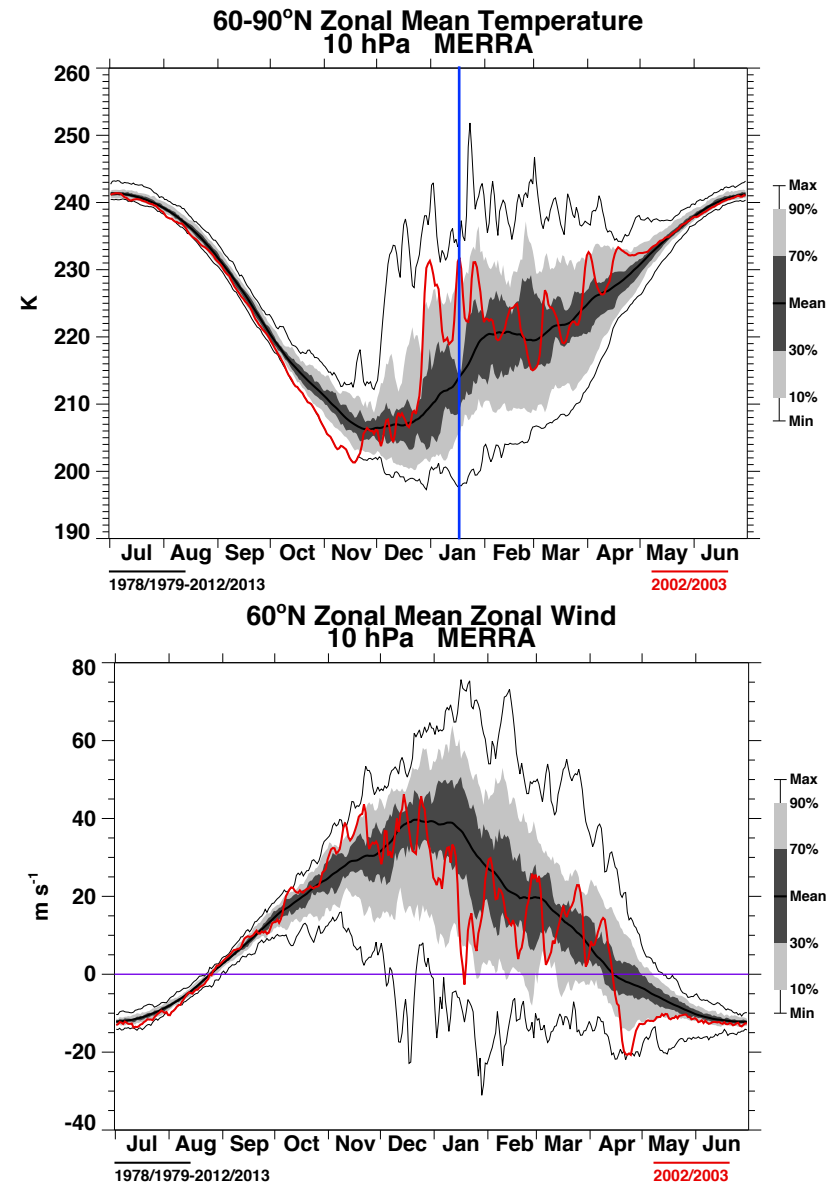 60-90°N Zonal Mean Temperature
10 hPa MERRA
260
250
240
230
220
210
200
190
K
Max
90%
70%
Mean
30%
10%
Min
Jul Aug Sep Oct Nov Dec Jan Feb Mar Apr May Jun
1978/1979-2012/2013 2002/2003
60°N Zonal Mean Zonal Wind
10 hPa MERRA
80
60
40
20
0
-20
-40
m s⁻¹
Max
90%
70%
Mean
30%
10%
Min
Jul Aug Sep Oct Nov Dec Jan Feb Mar Apr May Jun
1978/1979-2012/2013 2002/2003